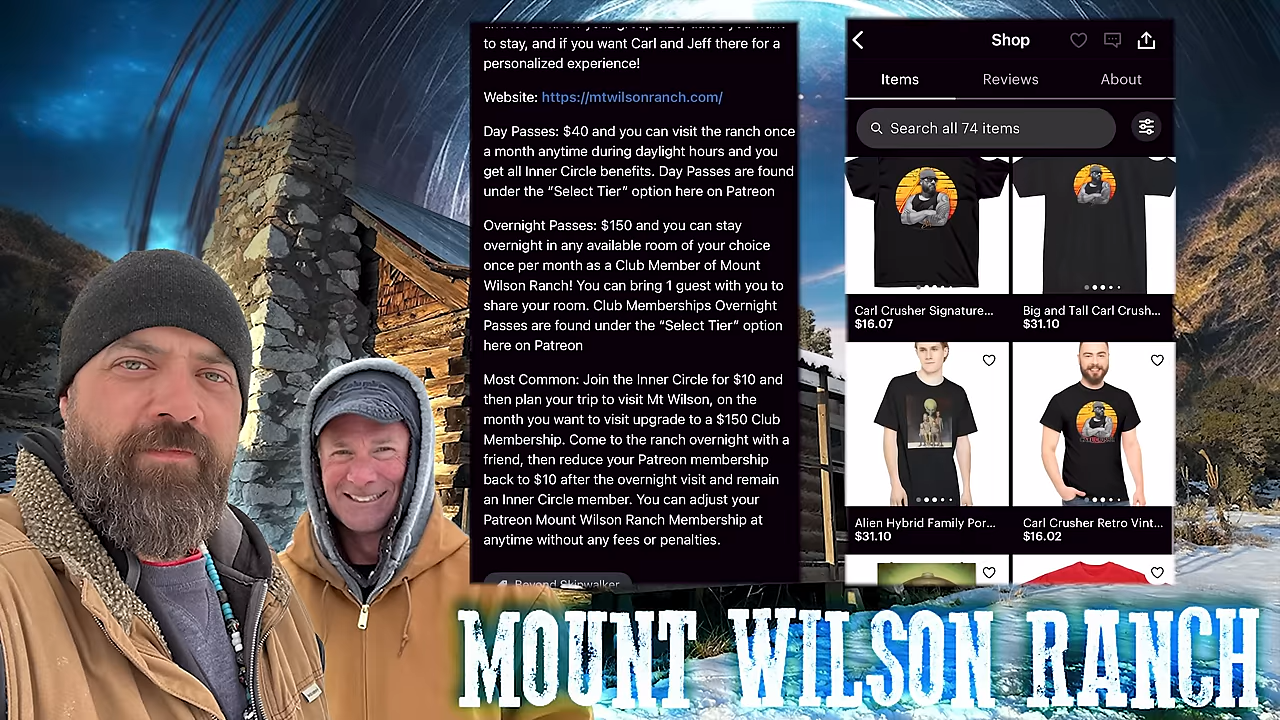 to stay, and if you want Carl and Jeff there for a
personalized experience!
Website: https://mtwilsonranch.com/
Day Passes: $40 and you can visit the ranch once
a month anytime during daylight hours and you
get all Inner Circle benefits. Day Passes are found
under the “Select Tier” option here on Patreon
Overnight Passes: $150 and you can stay
overnight in any available room of your choice
once per month as a Club Member of Mount
Wilson Ranch! You can bring 1 guest with you to
share your room. Club Memberships Overnight
Passes are found under the “Select Tier” option
here on Patreon
Most Common: Join the Inner Circle for $10 and
then plan your trip to visit Mt Wilson, on the
month you want to visit upgrade to a $150 Club
Membership. Come to the ranch overnight with a
friend, then reduce your Patreon membership
back to $10 after the overnight visit and remain
an Inner Circle member. You can adjust your
Patreon Mount Wilson Ranch Membership at
anytime without any fees or penalties.
Beyond Skinwalker
Shop
Items Reviews About
Search all 74 items
Carl Crusher Signature...
$16.07
Big and Tall Carl Crush...
$31.10
Alien Hybrid Family Por...
$31.10
Carl Crusher Retro Vint...
$16.02
MOUNT WILSON RANCH